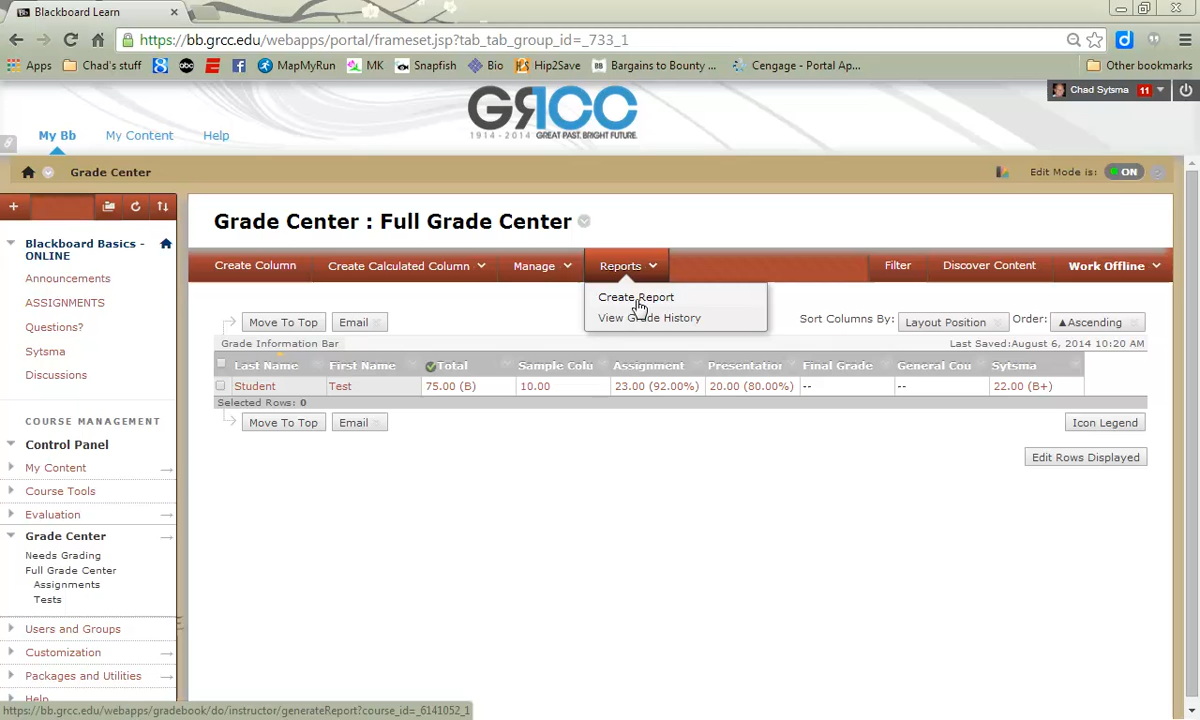 Bb Blackboard Learn ×
https://bb.grcc.edu/webapps/portal/frameset.jsp?tab_tab_group_id=_733_1
Apps Chad's stuff 8 abc E f MapMyRun MK Snapfish Bio Hip2Save Bargains to Bounty ... Cengage - Portal Ap... Other bookmarks
Chad Sytsma 11
GRCC
1914-2014 GREAT PAST. BRIGHT FUTURE.
My Bb My Content Help
Grade Center Edit Mode is: ON
Grade Center : Full Grade Center
Create Column Create Calculated Column Manage Reports Filter Discover Content Work Offline
Create Report
View Grade History
Move To Top Email Sort Columns By: Layout Position Order: ▲Ascending
Grade Information Bar Last Saved:August 6, 2014 10:20 AM
Last Name First Name Total Sample Colu Assignment Presentation Final Grade General Cou Sytsma
Student Test 75.00 (B) 10.00 23.00 (92.00%) 20.00 (80.00%) -- -- 22.00 (B+)
Selected Rows: 0
Move To Top Email Icon Legend
Edit Rows Displayed
Blackboard Basics -
ONLINE
Announcements
ASSIGNMENTS
Questions?
Sytsma
Discussions
COURSE MANAGEMENT
Control Panel
My Content
Course Tools
Evaluation
Grade Center
Needs Grading
Full Grade Center
Assignments
Tests
Users and Groups
Customization
Packages and Utilities
Help
https://bb.grcc.edu/webapps/gradebook/do/instructor/generateReport?course_id=_6141052_1